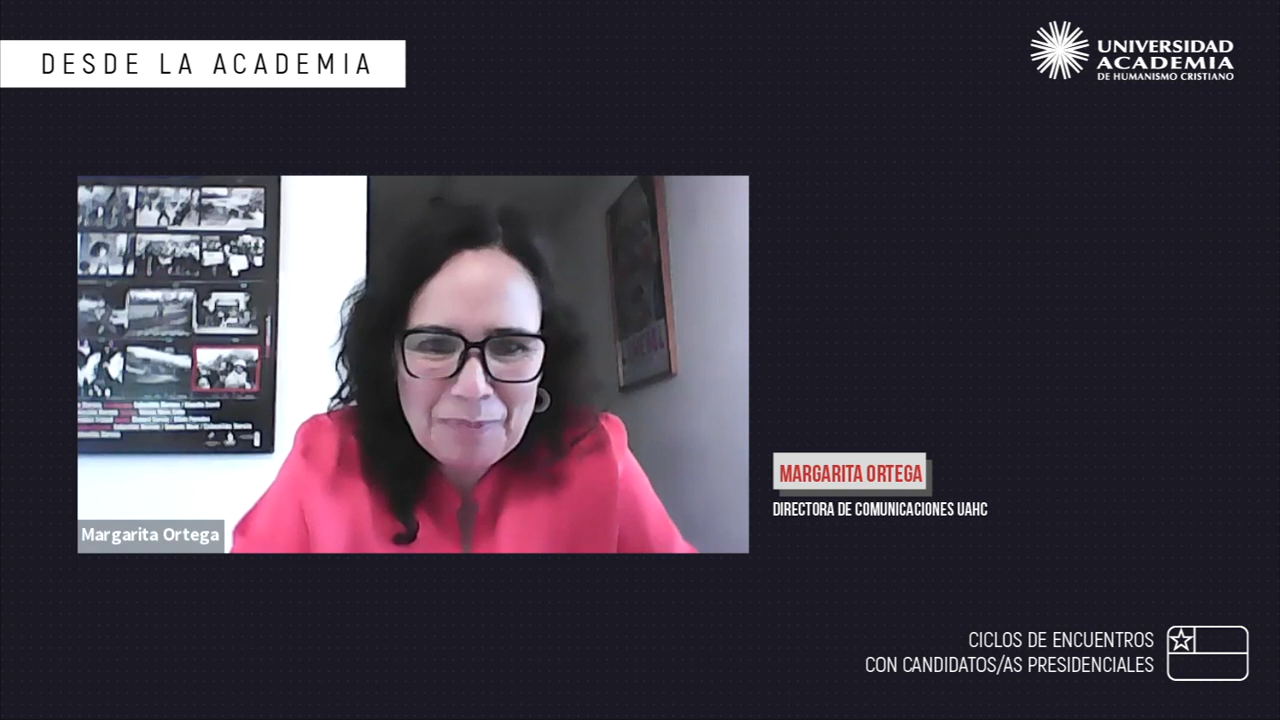 DESDE LA ACADEMIA
UNIVERSIDAD
ACADEMIA
DE HUMANISMO CRISTIANO
Margarita Ortega
MARGARITA ORTEGA
DIRECTORA DE COMUNICACIONES UAHC
CICLOS DE ENCUENTROS
CON CANDIDATOS/AS PRESIDENCIALES